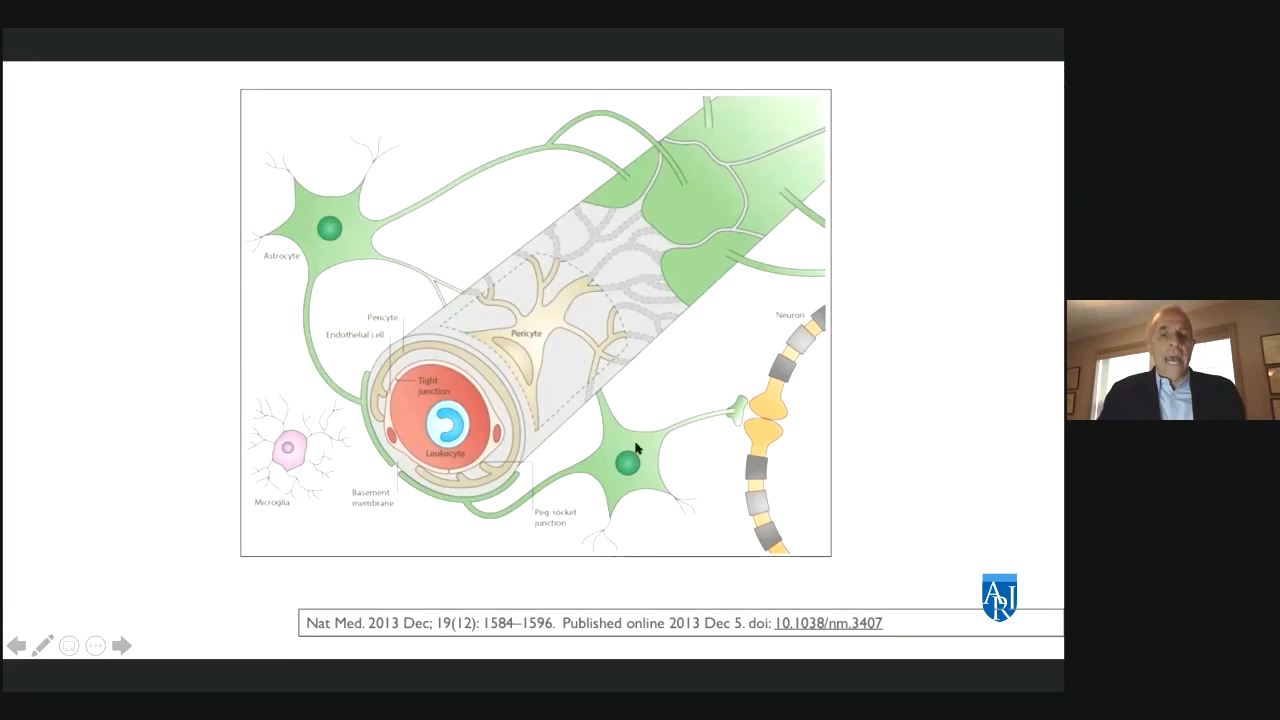 Astrocyte
Pericyte
Endothelial cell
Pericyte
Neuron
Tight
junction
Leukocyte
Basement
membrane
Microglia
Peg-socket
junction
ARI
Nat Med. 2013 Dec; 19(12): 1584–1596. Published online 2013 Dec 5. doi: 10.1038/nm.3407